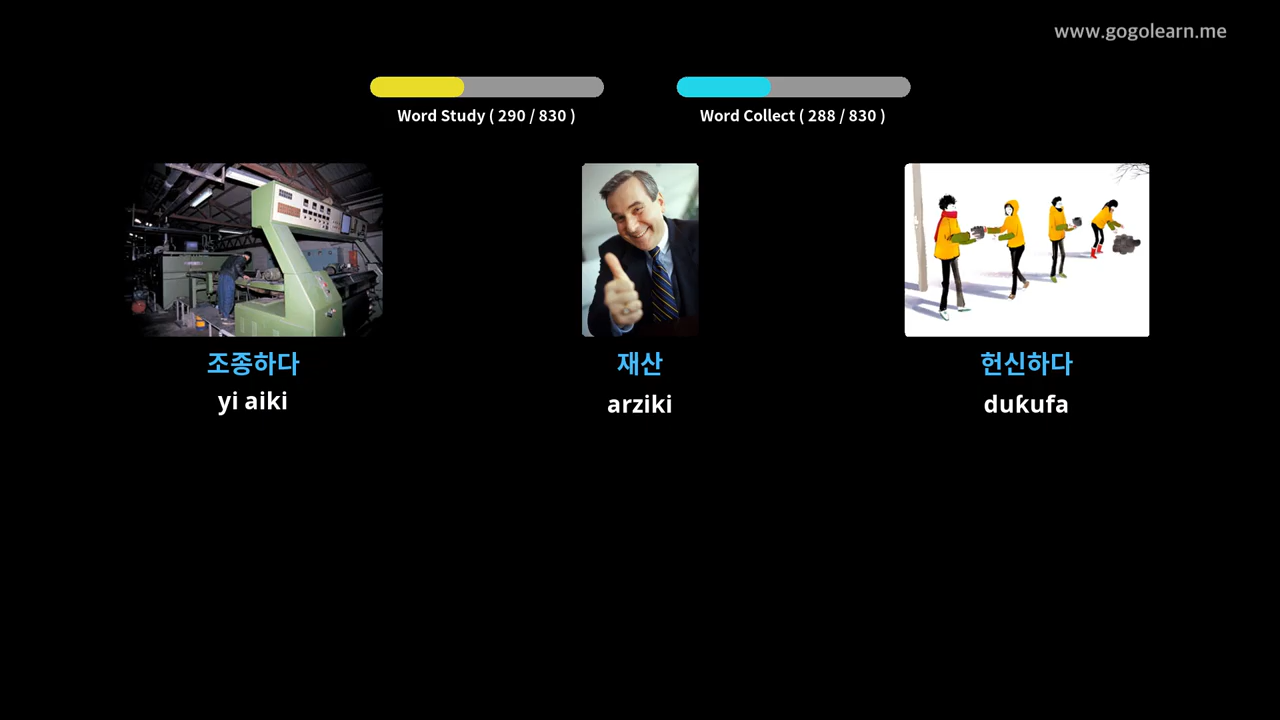 www.gogolearn.me
Word Study ( 290 / 830 )
Word Collect ( 288 / 830 )
조종하다
yi aiki
재산
arziki
헌신하다
duƙufa